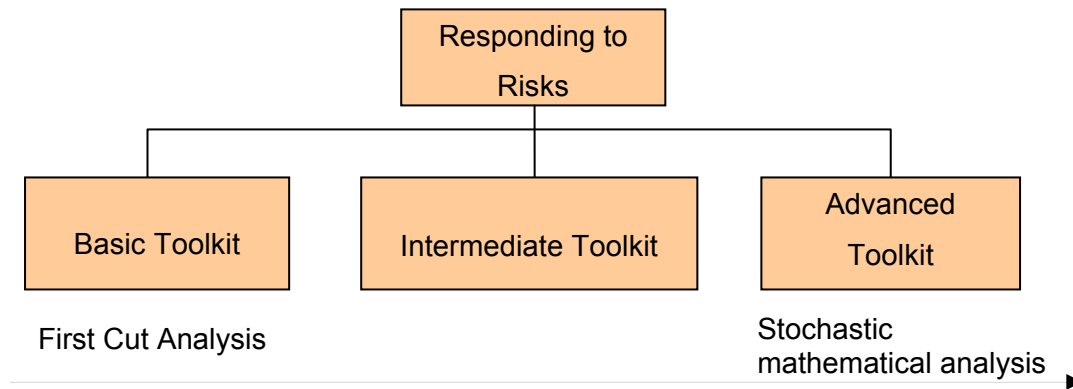 Responding to
Risks
Basic Toolkit
Intermediate Toolkit
Advanced
Toolkit
First Cut Analysis
Stochastic
mathematical analysis